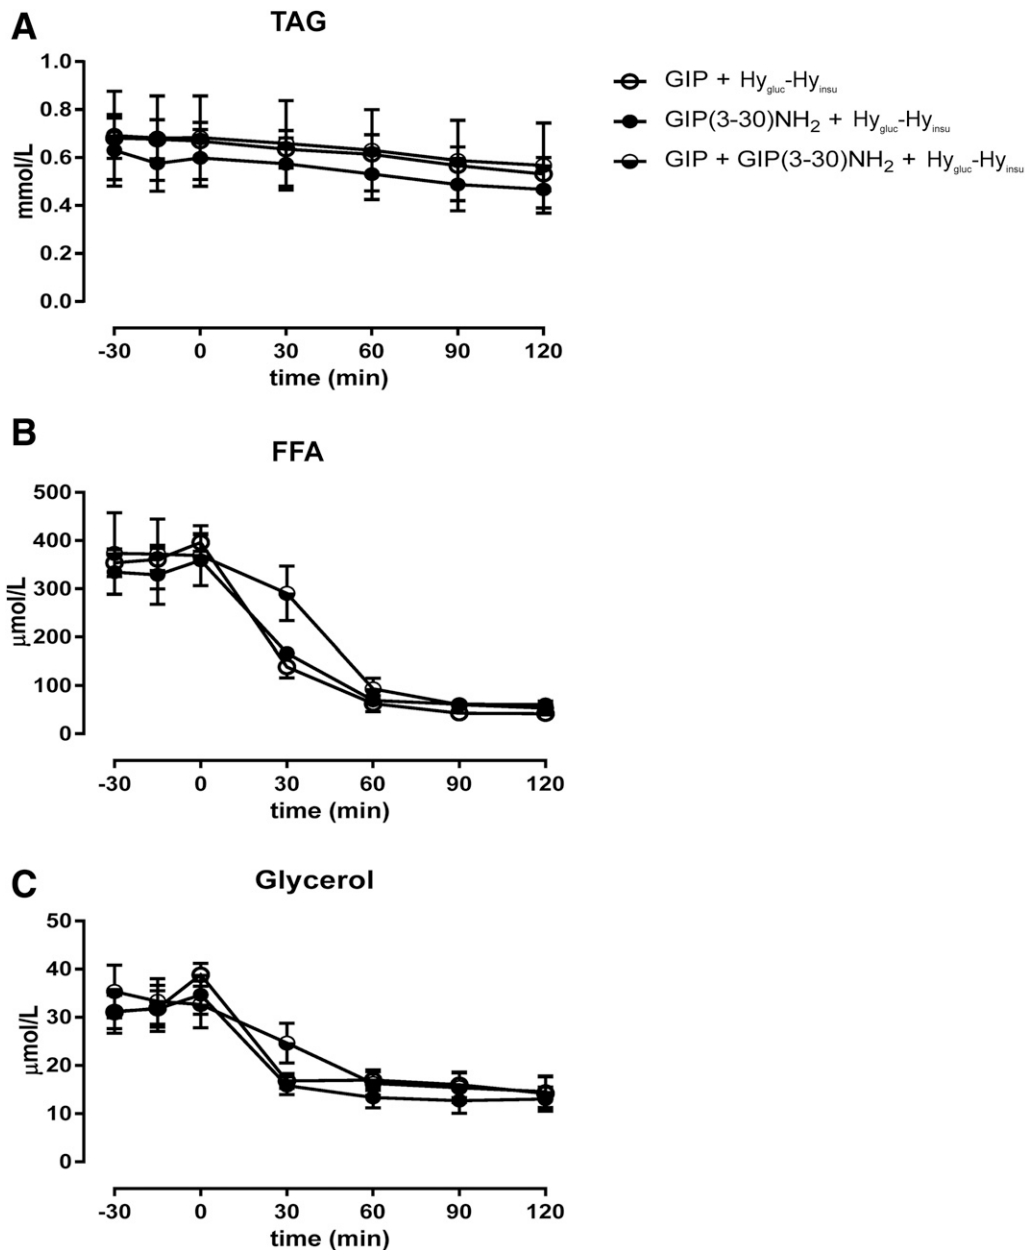 A
TAG
1.0
0.8
0.6
0.4
0.2
0.0
mmol/L
-30 0 30 60 90 120
time (min)
GIP + Hygluc-Hyinsu
GIP(3-30)NH2 + Hygluc-Hyinsu
GIP + GIP(3-30)NH2 + Hygluc-Hyinsu
B
FFA
500
400
300
200
100
0
µmol/L
-30 0 30 60 90 120
time (min)
C
Glycerol
50
40
30
20
10
0
µmol/L
-30 0 30 60 90 120
time (min)